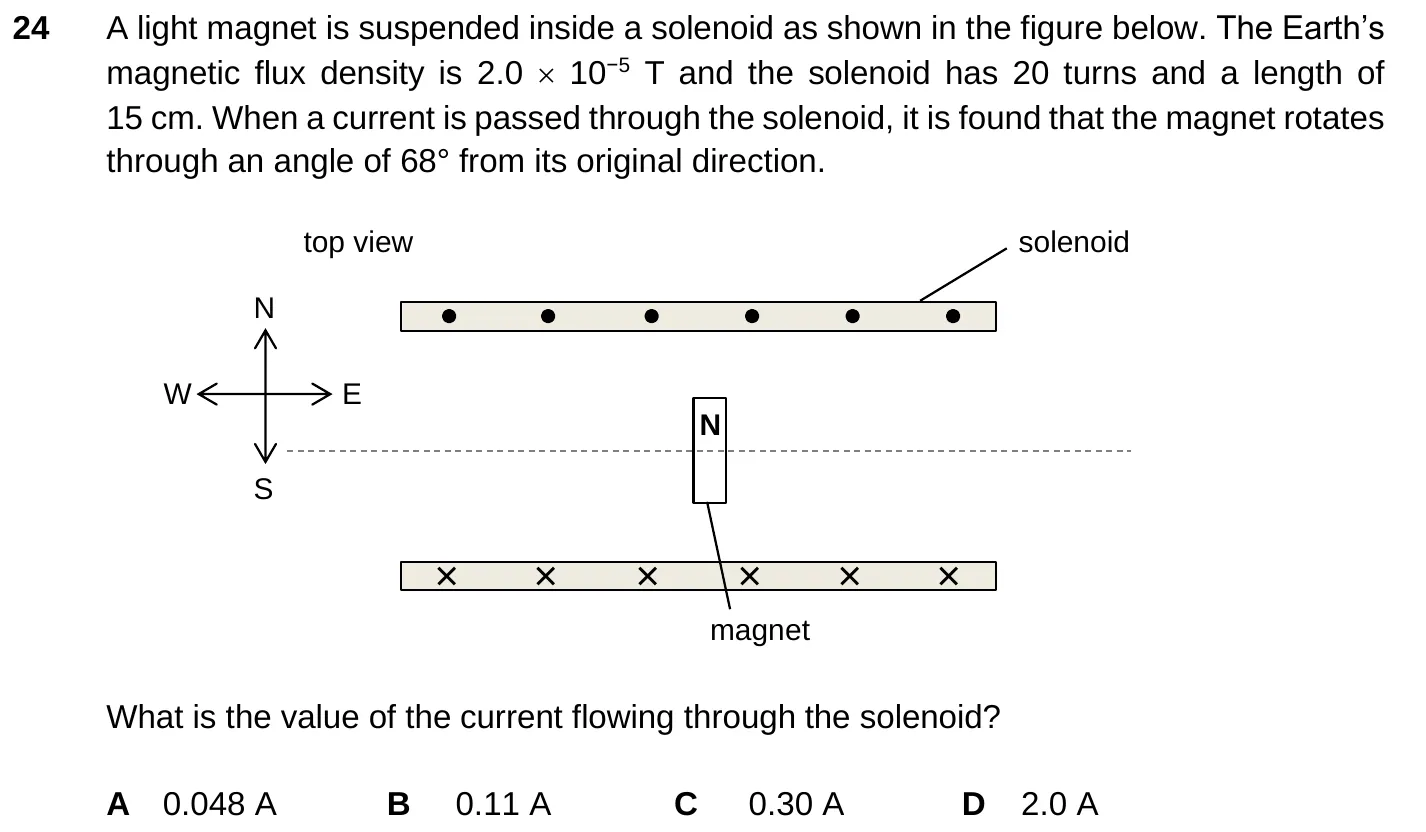 24 A light magnet is suspended inside a solenoid as shown in the figure below. The Earth’s
magnetic flux density is 2.0 × 10⁻⁵ T and the solenoid has 20 turns and a length of
15 cm. When a current is passed through the solenoid, it is found that the magnet rotates
through an angle of 68° from its original direction.
top view
solenoid
N
W E
N
S
magnet
What is the value of the current flowing through the solenoid?
A 0.048 A B 0.11 A C 0.30 A D 2.0 A